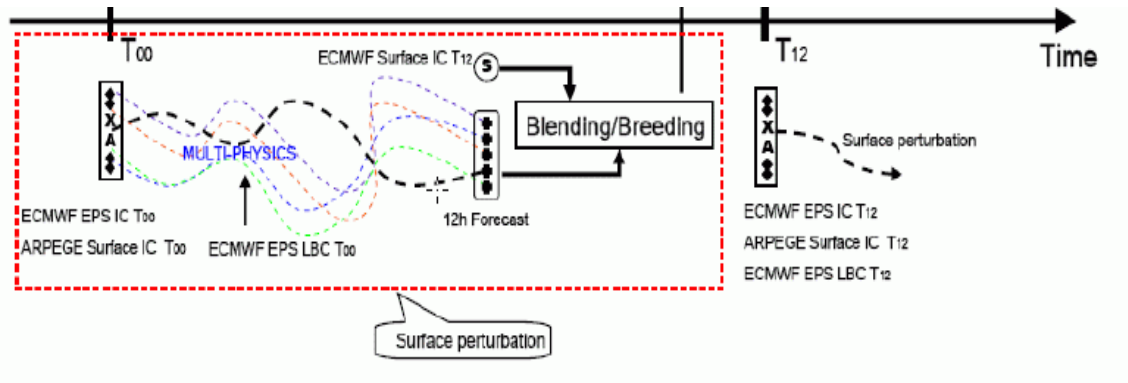 T00
T12
Time
ECMWF Surface IC T12
S
X
A
MULTI-PHYSICS
Blending/Breeding
X
A
Surface perturbation
12h Forecast
ECMWF EPS IC T00
ARPEGE Surface IC T00
ECMWF EPS LBC T00
ECMWF EPS IC T12
ARPEGE Surface IC T12
ECMWF EPS LBC T12
Surface perturbation